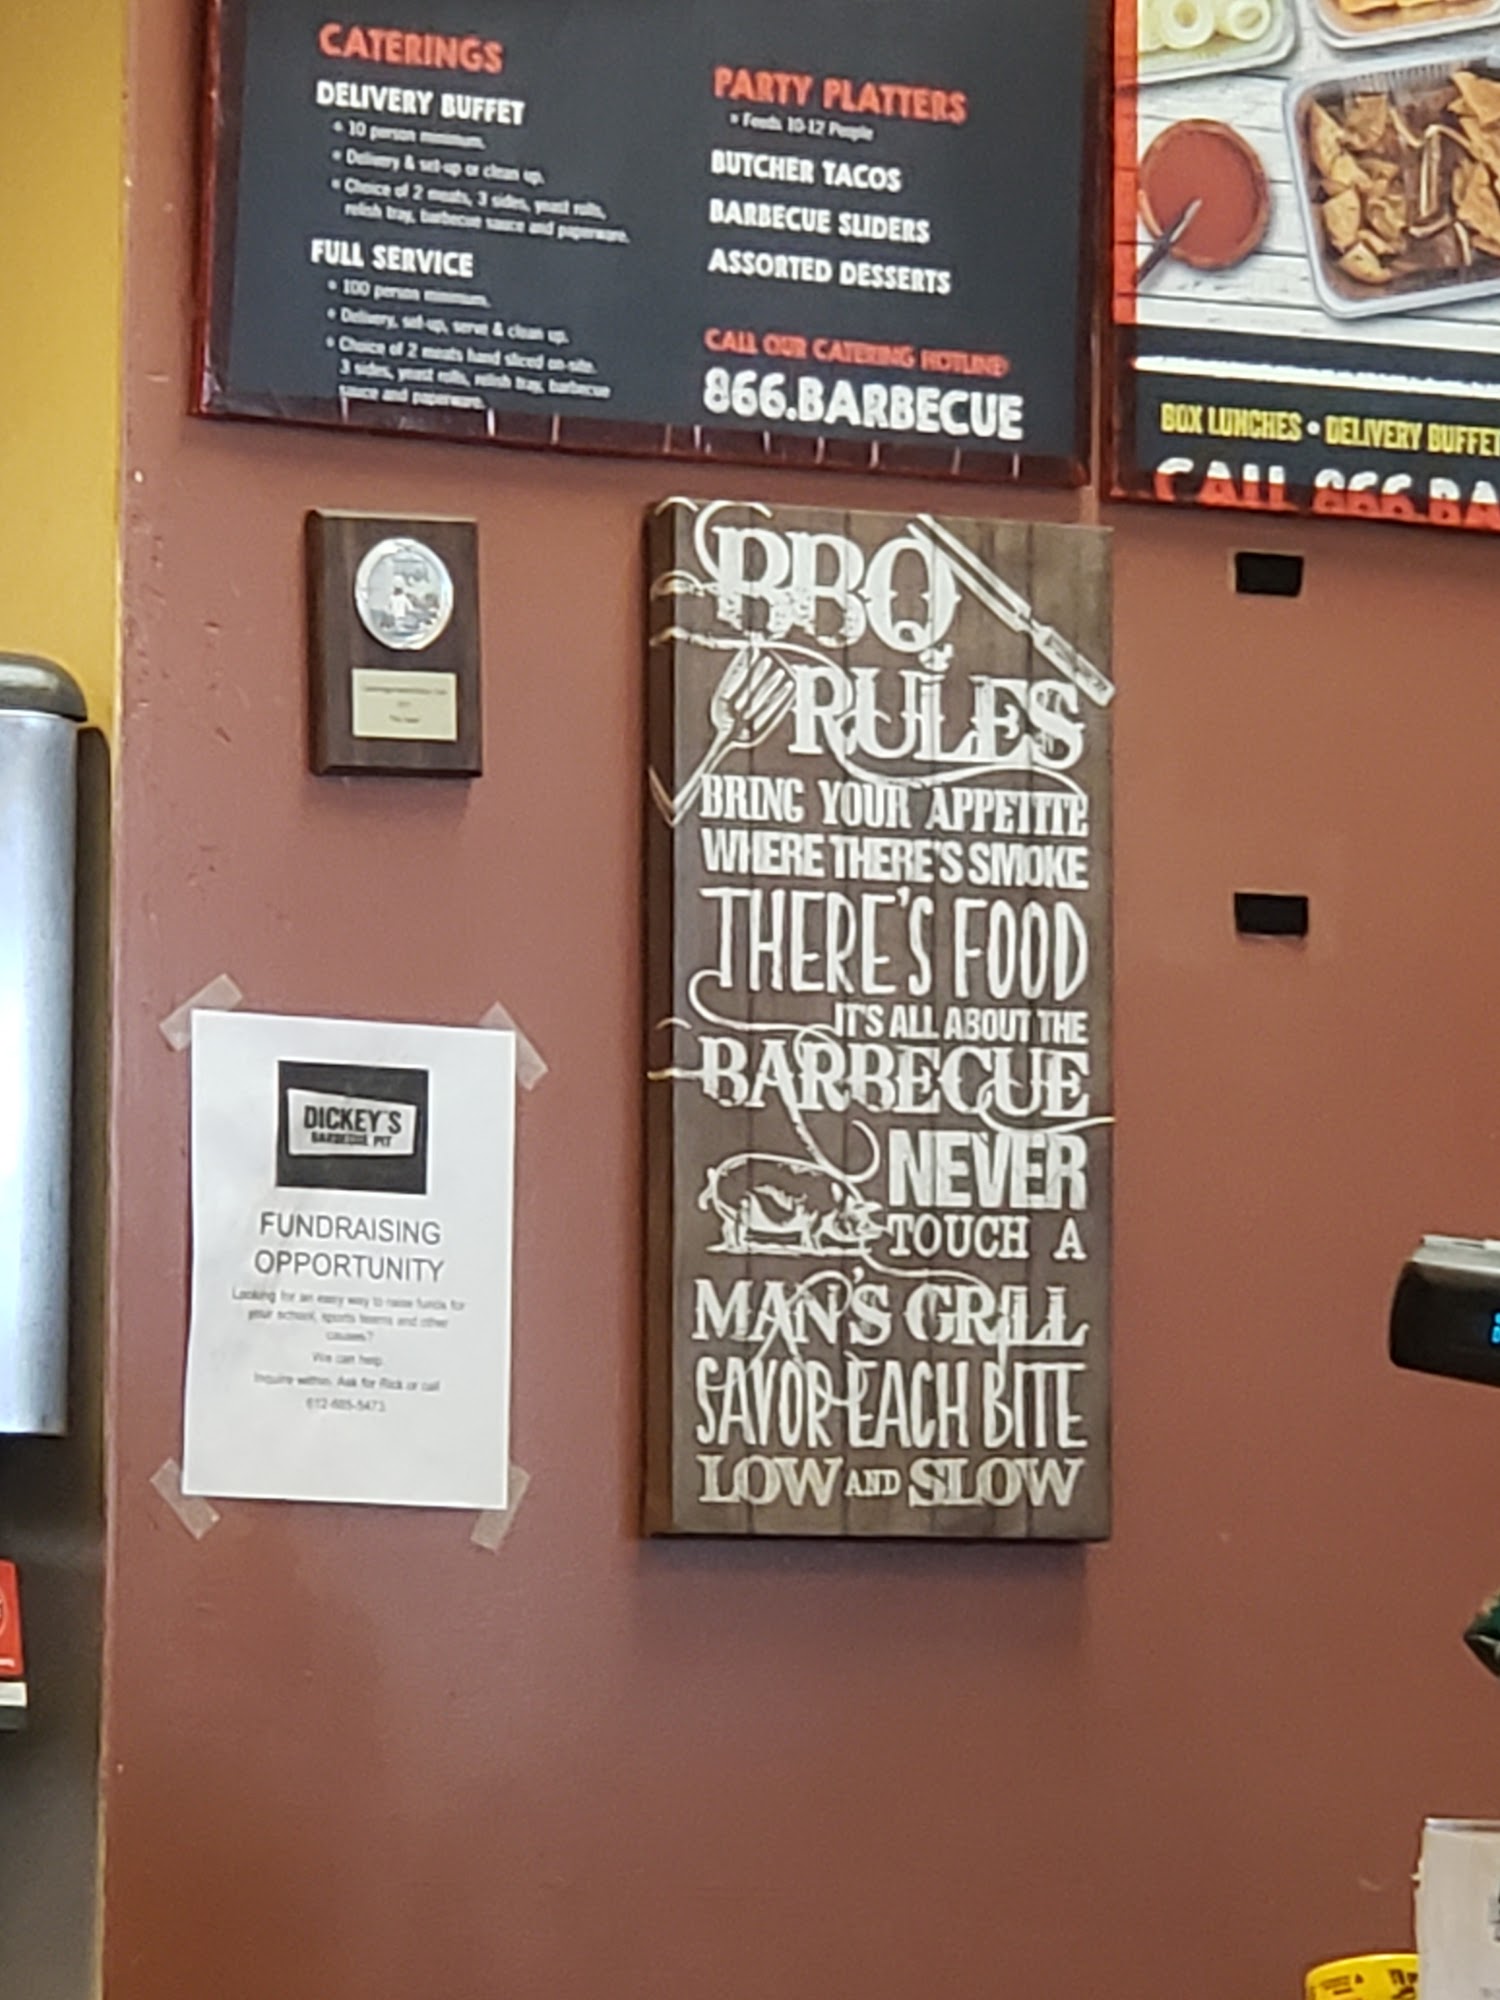 CATERINGS
DELIVERY BUFFET
• 10 person minimum.
• Delivery & set-up or clean up.
• Choice of 2 meats, 3 sides, yeast rolls,
relish tray, barbecue sauce and paperware.
FULL SERVICE
• 100 person minimum.
• Delivery, set-up, serve & clean up.
• Choice of 2 meats hand sliced on-site.
3 sides, yeast rolls, relish tray, barbecue
sauce and paperware.
PARTY PLATTERS
• Feeds 10-12 People
BUTCHER TACOS
BARBECUE SLIDERS
ASSORTED DESSERTS
CALL OUR CATERING HOTLINE
866.BARBECUE
BOX LUNCHES • DELIVERY BUFFET
CALL 866.BA
BBQ
RULES
BRING YOUR APPETITE
WHERE THERE'S SMOKE
THERE'S FOOD
IT'S ALL ABOUT THE
BARBECUE
NEVER
TOUCH A
MAN'S GRILL
SAVOR EACH BITE
LOW AND SLOW
DICKEY'S
BARBECUE PIT
FUNDRAISING
OPPORTUNITY
Looking for an easy way to raise funds for
your school, sports teams and other
causes?
We can help.
Inquire within. Ask for Rick or call
612-685-5473